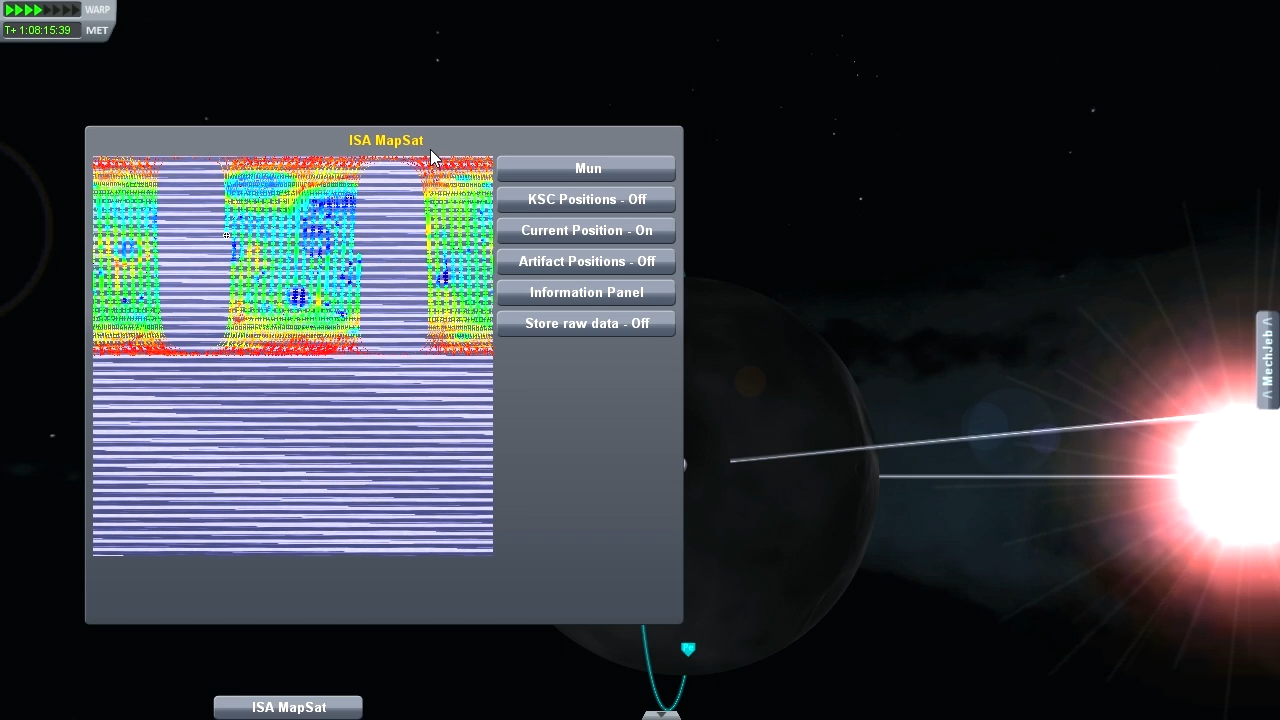 WARP
T+ 1:08:15:39 MET
ISA MapSat
Mun
KSC Positions - Off
Current Position - On
Artifact Positions - Off
Information Panel
Store raw data - Off
< MechJeb <
Pe
ISA MapSat